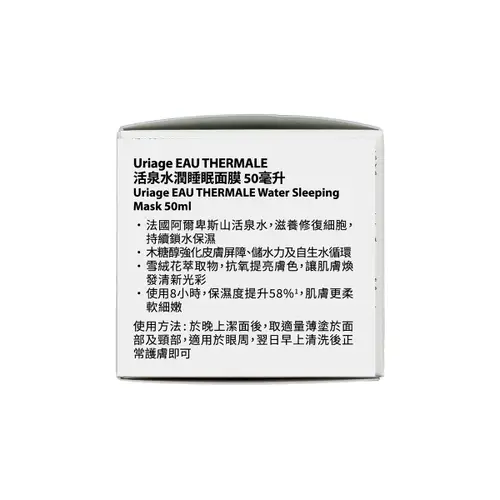 Uriage EAU THERMALE
活泉水潤睡眠面膜 50毫升
Uriage EAU THERMALE Water Sleeping
Mask 50ml
・法國阿爾卑斯山活泉水，滋養修復細胞，
持續鎖水保濕
・木糖醇強化皮膚屏障、儲水力及自生水循環
・雪絨花萃取物，抗氧提亮膚色，讓肌膚煥
發清新光彩
・使用8小時，保濕度提升58%¹，肌膚更柔
軟細嫩
使用方法：於晚上潔面後，取適量薄塗於面
部及頸部，適用於眼周，翌日早上清洗後正
常護膚即可